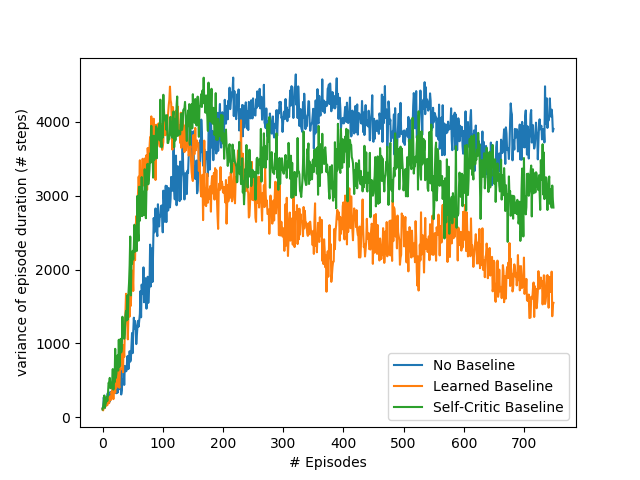 variance of episode duration (# steps)
4000
3000
2000
1000
0
0 100 200 300 400 500 600 700
# Episodes
No Baseline
Learned Baseline
Self-Critic Baseline